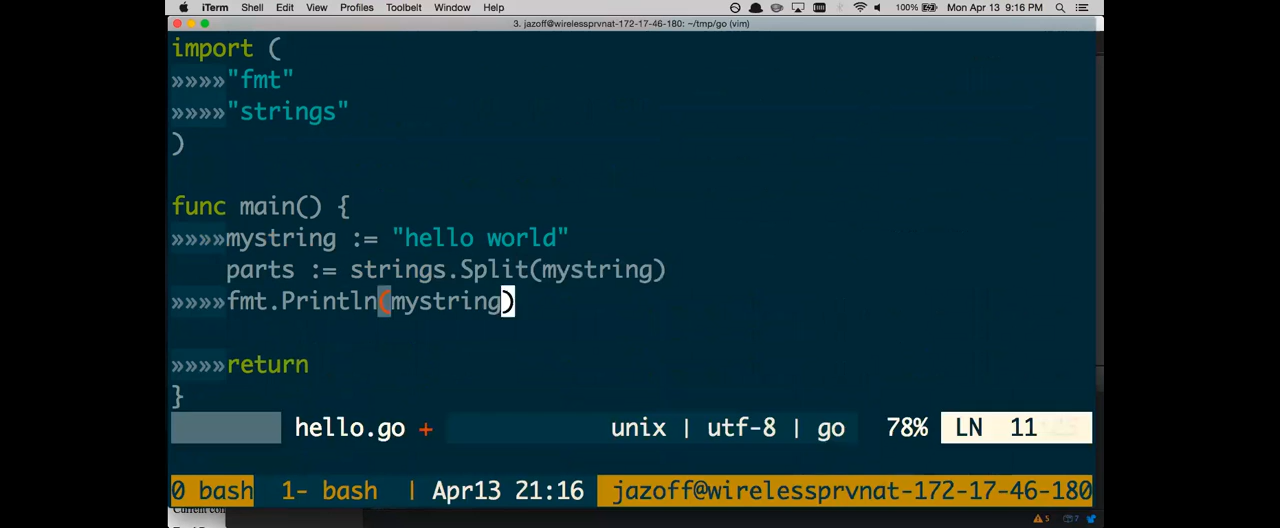 iTerm Shell Edit View Profiles Toolbelt Window Help 100% Mon Apr 13 9:16 PM
3. jazoff@wirelessprvnat-172-17-46-180: ~/tmp/go (vim)
import (
»»»»"fmt"
»»»»"strings"
)
func main() {
»»»»mystring := "hello world"
    parts := strings.Split(mystring)
»»»»fmt.Println(mystring)
»»»»return
}
hello.go + unix | utf-8 | go 78% LN 11
0 bash 1- bash | Apr13 21:16 jazoff@wirelessprvnat-172-17-46-180
5 7